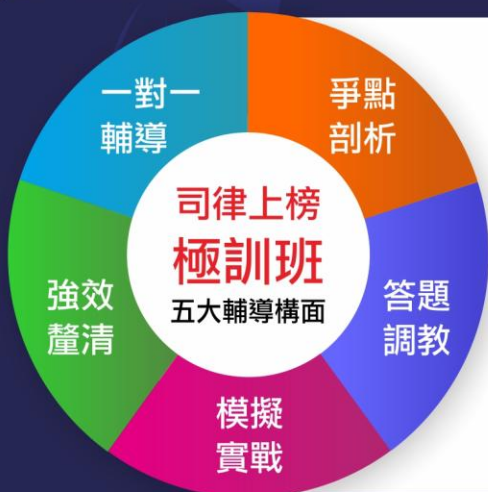 一對一
輔導
爭點
剖析
司律上榜
極訓班
五大輔導構面
強效
釐清
答題
調教
模擬
實戰